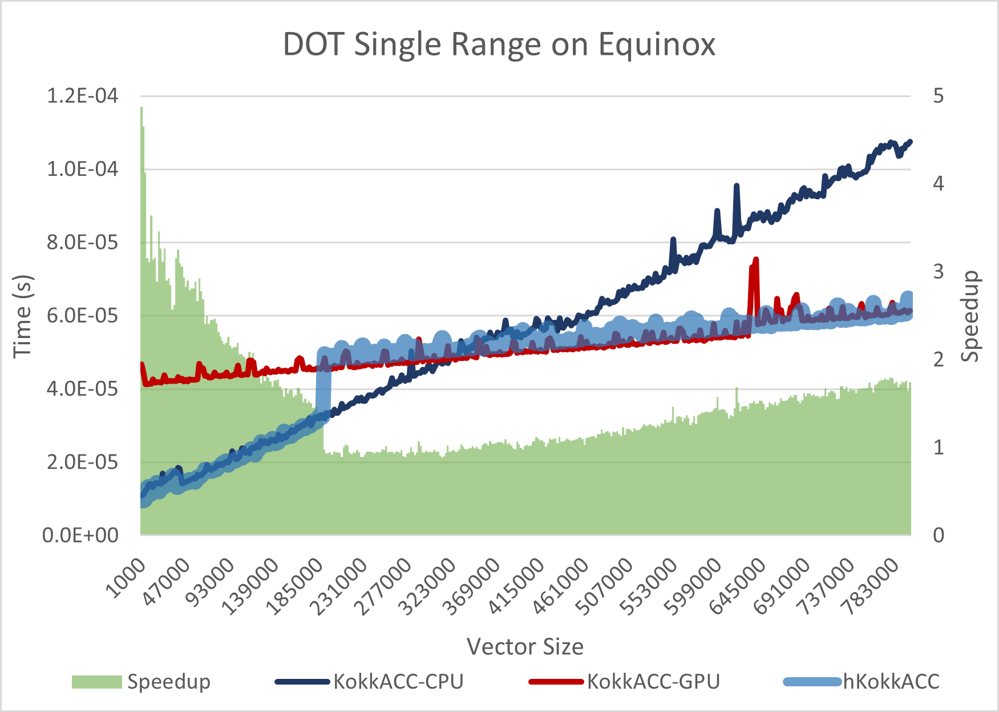 DOT Single Range on Equinox
1.2E-04
1.0E-04
8.0E-05
6.0E-05
4.0E-05
2.0E-05
0.0E+00
Time (s)
5
4
3
2
1
0
Speedup
1000
47000
93000
139000
185000
231000
277000
323000
369000
415000
461000
507000
553000
599000
645000
691000
737000
783000
Vector Size
Speedup
KokkACC-CPU
KokkACC-GPU
hKokkACC